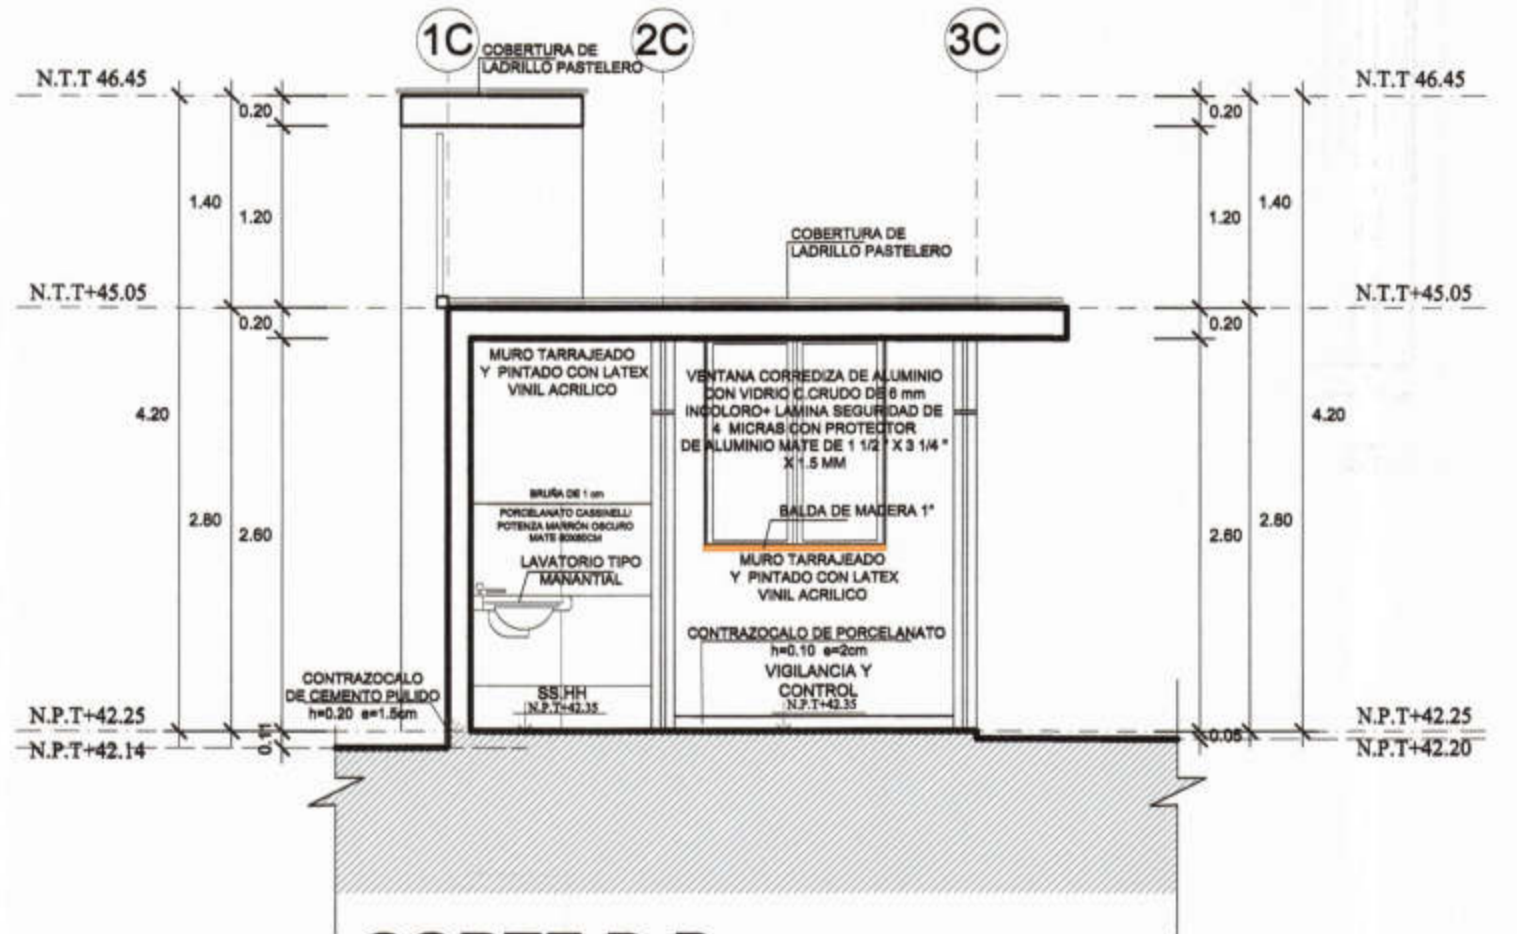 1C
2C
3C
COBERTURA DE
LADRILLO PASTELERO
N.T.T 46.45
N.T.T 46.45
0.20
0.20
1.40
1.20
1.20
1.40
COBERTURA DE
LADRILLO PASTELERO
N.T.T+45.05
N.T.T+45.05
0.20
0.20
MURO TARRAJEADO
Y PINTADO CON LATEX
VINIL ACRILICO
VENTANA CORREDIZA DE ALUMINIO
CON VIDRIO C.CRUDO DE 6 mm
INCOLORO+ LAMINA SEGURIDAD DE
4 MICRAS CON PROTECTOR
DE ALUMINIO MATE DE 1 1/2 " X 3 1/4 "
X 1.5 MM
4.20
4.20
BRUÑA DE 1 cm
PORCELANATO CASSINELLI
POTENZA MARRÓN OSCURO
MATE 60X60CM
BALDA DE MADERA 1"
2.80
2.60
2.60
2.80
LAVATORIO TIPO
MANANTIAL
MURO TARRAJEADO
Y PINTADO CON LATEX
VINIL ACRILICO
CONTRAZOCALO DE PORCELANATO
h=0.10 e=2cm
VIGILANCIA Y
CONTROL
N.P.T+42.35
CONTRAZOCALO
DE CEMENTO PULIDO
h=0.20 e=1.5cm
SS.HH
N.P.T+42.35
N.P.T+42.25
N.P.T+42.25
0.11
0.05
N.P.T+42.14
N.P.T+42.20